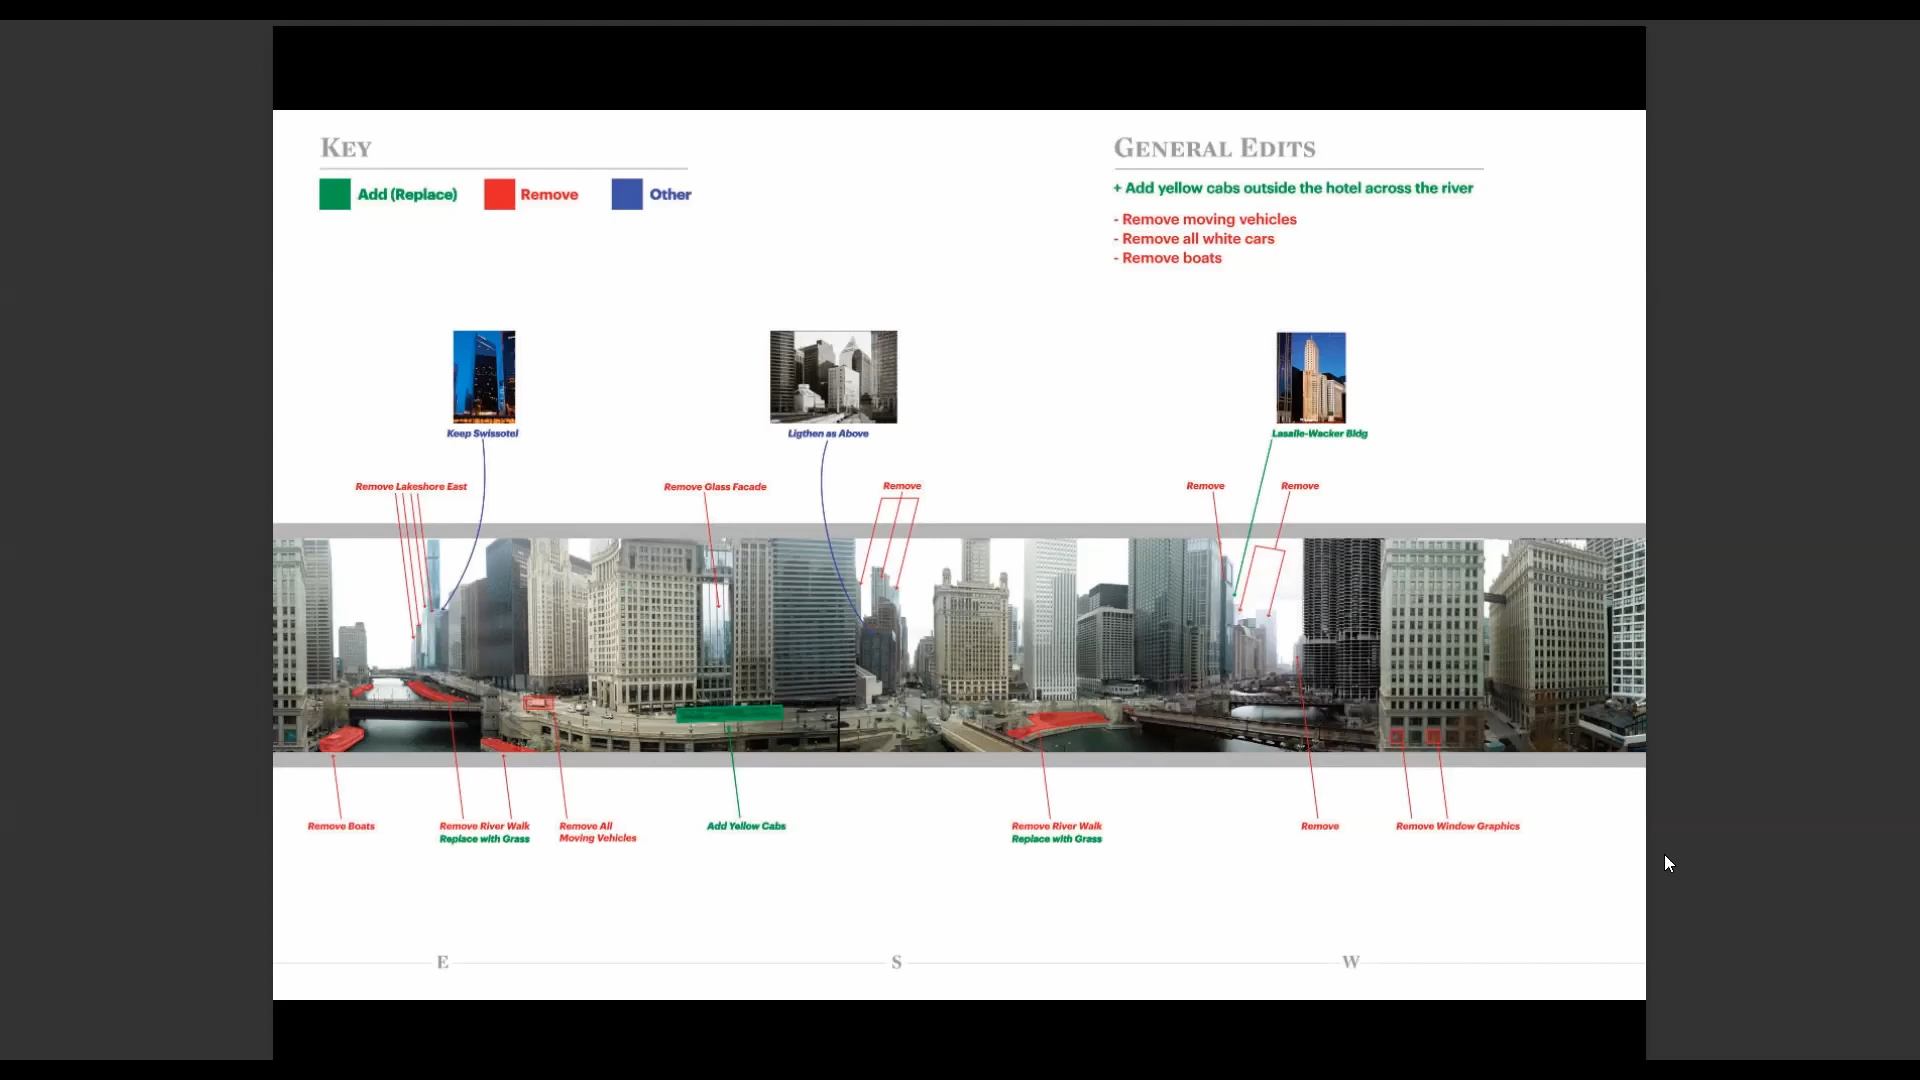 KEY
Add (Replace)
Remove
Other
GENERAL EDITS
+ Add yellow cabs outside the hotel across the river
- Remove moving vehicles
- Remove all white cars
- Remove boats
Keep Swissotel
Ligthen as Above
Lasalle-Wacker Bldg
Remove Lakeshore East
Remove Glass Facade
Remove
Remove
Remove
Remove Boats
Remove River Walk
Replace with Grass
Remove All
Moving Vehicles
Add Yellow Cabs
Remove River Walk
Replace with Grass
Remove
Remove Window Graphics
E
S
W